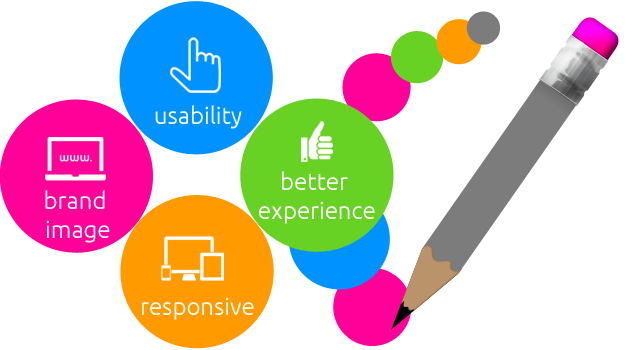 usability
www.
brand
image
better
experience
responsive